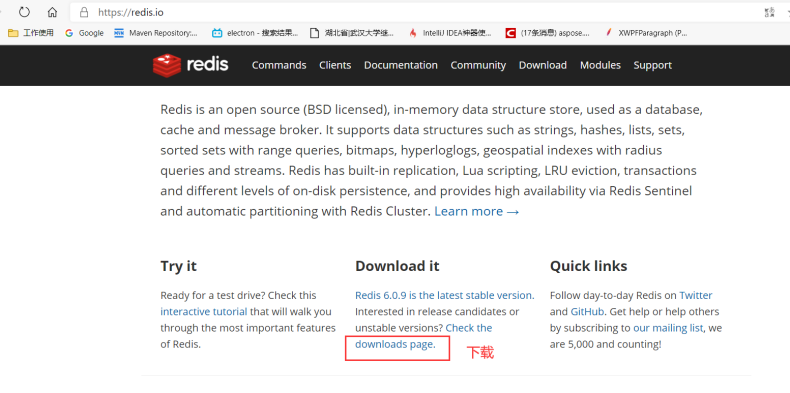 https://redis.io
工作使用 Google Maven Repository:... electron - 搜索结果... 湖北省|武汉大学继... IntelliJ IDEA神器使... (17条消息) aspose.... XWPFParagraph (P...
redis Commands Clients Documentation Community Download Modules Support
Redis is an open source (BSD licensed), in-memory data structure store, used as a database,
cache and message broker. It supports data structures such as strings, hashes, lists, sets,
sorted sets with range queries, bitmaps, hyperloglogs, geospatial indexes with radius
queries and streams. Redis has built-in replication, Lua scripting, LRU eviction, transactions
and different levels of on-disk persistence, and provides high availability via Redis Sentinel
and automatic partitioning with Redis Cluster. Learn more →
Try it
Ready for a test drive? Check this
interactive tutorial that will walk you
through the most important features
of Redis.
Download it
Redis 6.0.9 is the latest stable version.
Interested in release candidates or
unstable versions? Check the
downloads page.
下载
Quick links
Follow day-to-day Redis on Twitter
and GitHub. Get help or help others
by subscribing to our mailing list, we
are 5,000 and counting!